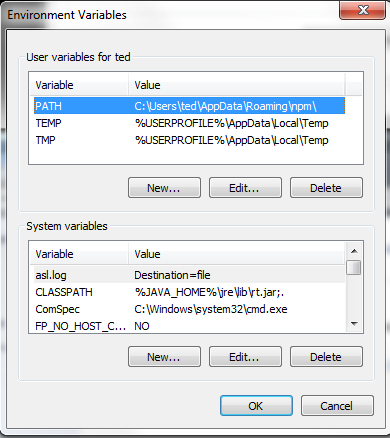 Environment Variables
User variables for ted
Variable Value
PATH C:\Users\ted\AppData\Roaming\npm\
TEMP %USERPROFILE%\AppData\Local\Temp
TMP %USERPROFILE%\AppData\Local\Temp
New... Edit... Delete
System variables
Variable Value
asl.log Destination=file
CLASSPATH %JAVA_HOME%\jre\lib\rt.jar;.
ComSpec C:\Windows\system32\cmd.exe
FP_NO_HOST_C... NO
New... Edit... Delete
OK Cancel